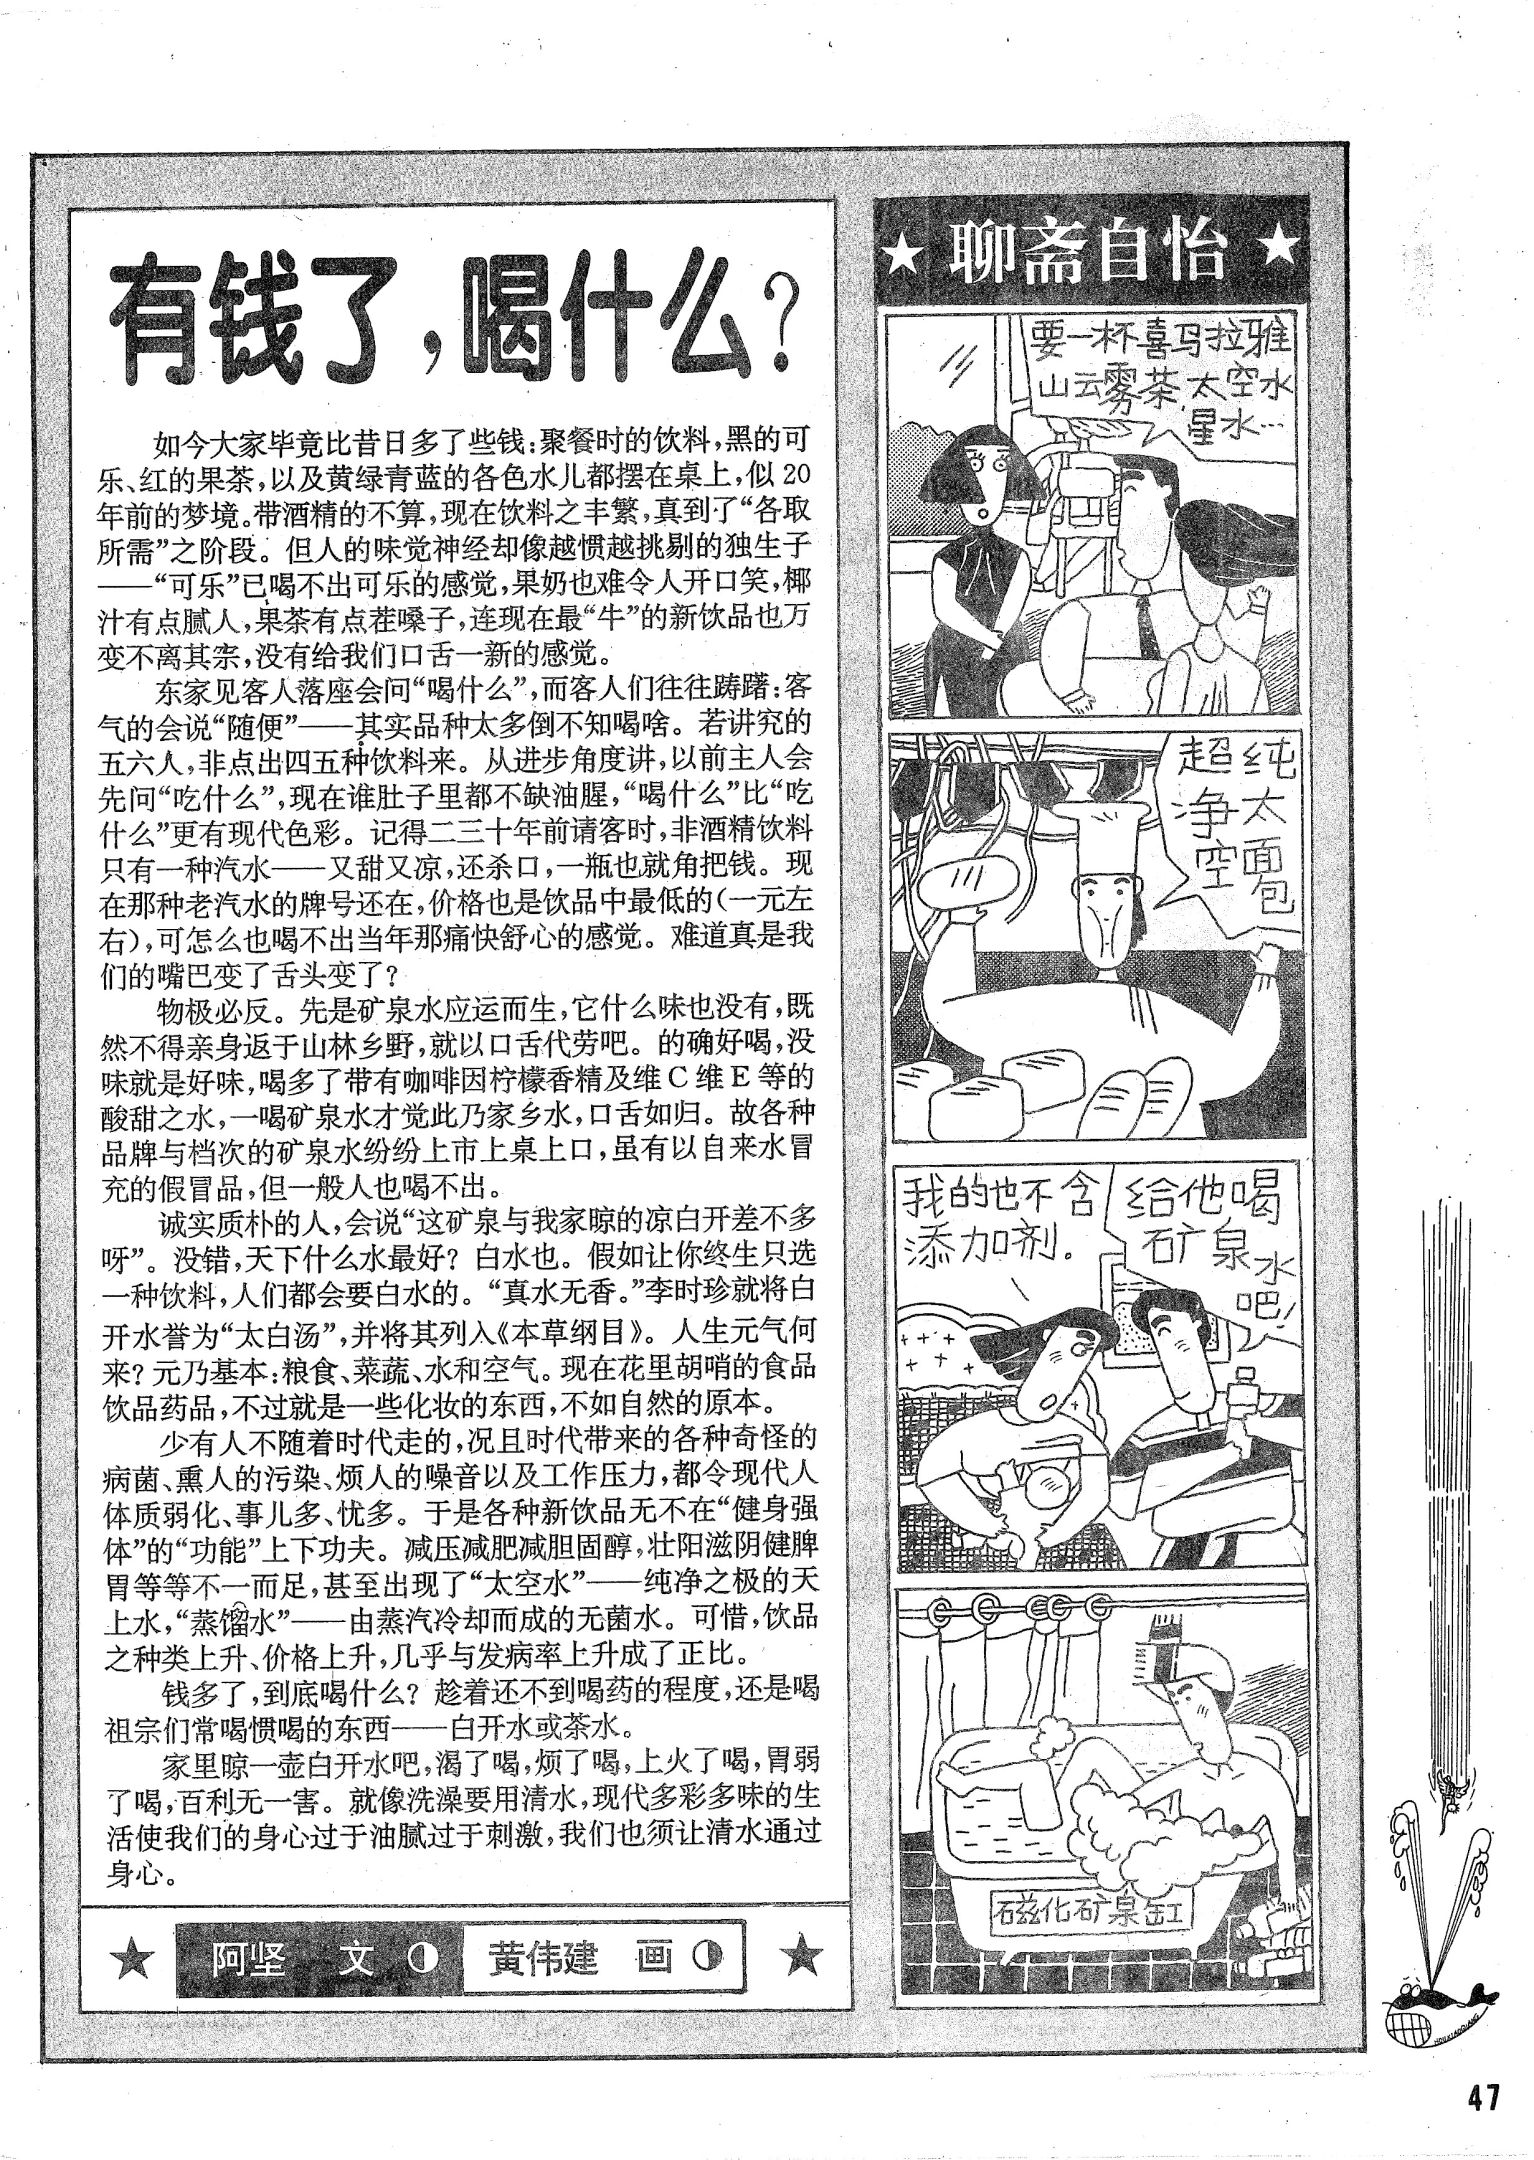 有钱了，喝什么？
如今大家毕竟比昔日多了些钱：聚餐时的饮料，黑的可
乐、红的果茶，以及黄绿青蓝的各色水儿都摆在桌上，似20
年前的梦境。带酒精的不算，现在饮料之丰繁，真到了“各取
所需”之阶段。但人的味觉神经却像越惯越挑剔的独生子
——“可乐”已喝不出可乐的感觉，果奶也难令人开口笑，椰
汁有点腻人，果茶有点茬嗓子，连现在最“牛”的新饮品也万
变不离其宗，没有给我们口舌一新的感觉。
东家见客人落座会问“喝什么”，而客人们往往踌躇：客
气的会说“随便”——其实品种太多倒不知喝啥。若讲究的
五六人，非点出四五种饮料来。从进步角度讲，以前主人会
先问“吃什么”，现在谁肚子里都不缺油腥，“喝什么”比“吃
什么”更有现代色彩。记得二三十年前请客时，非酒精饮料
只有一种汽水——又甜又凉，还杀口，一瓶也就角把钱。现
在那种老汽水的牌号还在，价格也是饮品中最低的（一元左
右），可怎么也喝不出当年那痛快舒心的感觉。难道真是我
们的嘴巴变了舌头变了？
物极必反。先是矿泉水应运而生，它什么味也没有，既
然不得亲身返于山林乡野，就以口舌代劳吧。的确好喝，没
味就是好味，喝多了带有咖啡因柠檬香精及维C维E等的
酸甜之水，一喝矿泉水才觉此乃家乡水，口舌如归。故各种
品牌与档次的矿泉水纷纷上市上桌上口，虽有以自来水冒
充的假冒品，但一般人也喝不出。
诚实质朴的人，会说“这矿泉与我家晾的凉白开差不多
呀”。没错，天下什么水最好？白水也。假如让你终生只选
一种饮料，人们都会要白水的。“真水无香。”李时珍就将白
开水誉为“太白汤”，并将其列入《本草纲目》。人生元气何
来？元乃基本：粮食、菜蔬、水和空气。现在花里胡哨的食品
饮品药品，不过就是一些化妆的东西，不如自然的原本。
少有人不随着时代走的，况且时代带来的各种奇怪的
病菌、熏人的污染、烦人的噪音以及工作压力，都令现代人
体质弱化、事儿多、忧多。于是各种新饮品无不在“健身强
体”的“功能”上下功夫。减压减肥减胆固醇，壮阳滋阴健脾
胃等等不一而足，甚至出现了“太空水”——纯净之极的天
上水，“蒸馏水”——由蒸汽冷却而成的无菌水。可惜，饮品
之种类上升、价格上升，几乎与发病率上升成了正比。
钱多了，到底喝什么？趁着还不到喝药的程度，还是喝
祖宗们常喝惯喝的东西——白开水或茶水。
家里晾一壶白开水吧，渴了喝，烦了喝，上火了喝，胃弱
了喝，百利无一害。就像洗澡要用清水，现代多彩多味的生
活使我们的身心过于油腻过于刺激，我们也须让清水通过
身心。
★ 阿坚 文 黄伟建 画 ★
★ 聊斋自怡 ★
要一杯喜马拉雅
山云雾茶.太空水
星水…
超纯
净太
空面
包
我的也不含
添加剂.
给他喝
石矿泉水
吧!
磁化矿泉缸
47